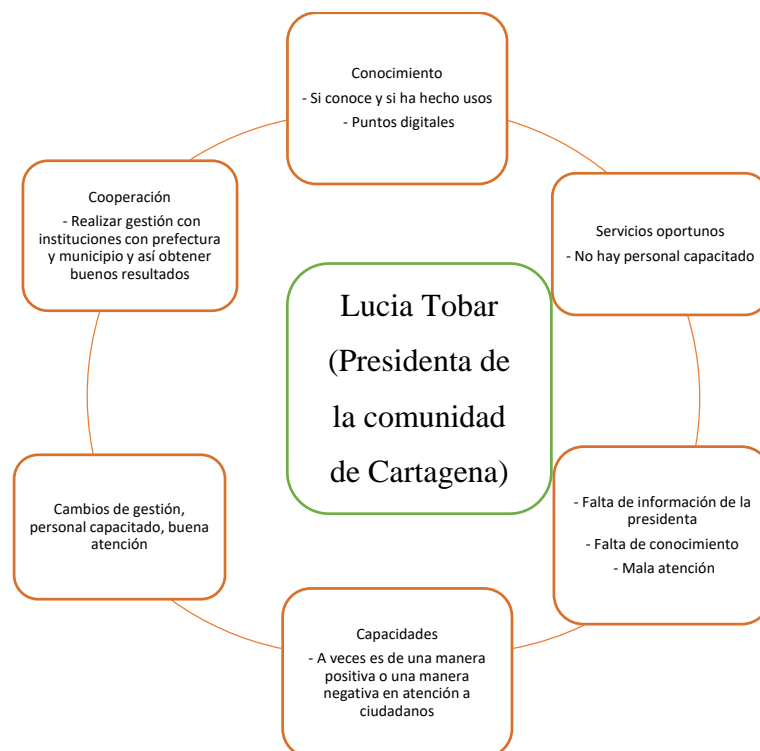 Conocimiento
- Si conoce y si ha hecho usos
- Puntos digitales
Cooperación
- Realizar gestión con
instituciones con prefectura
y municipio y así obtener
buenos resultados
Servicios oportunos
- No hay personal capacitado
Lucia Tobar
(Presidenta de
la comunidad
de Cartagena)
Cambios de gestión,
personal capacitado, buena
atención
- Falta de información de la
presidenta
- Falta de conocimiento
- Mala atención
Capacidades
- A veces es de una manera
positiva o una manera
negativa en atención a
ciudadanos